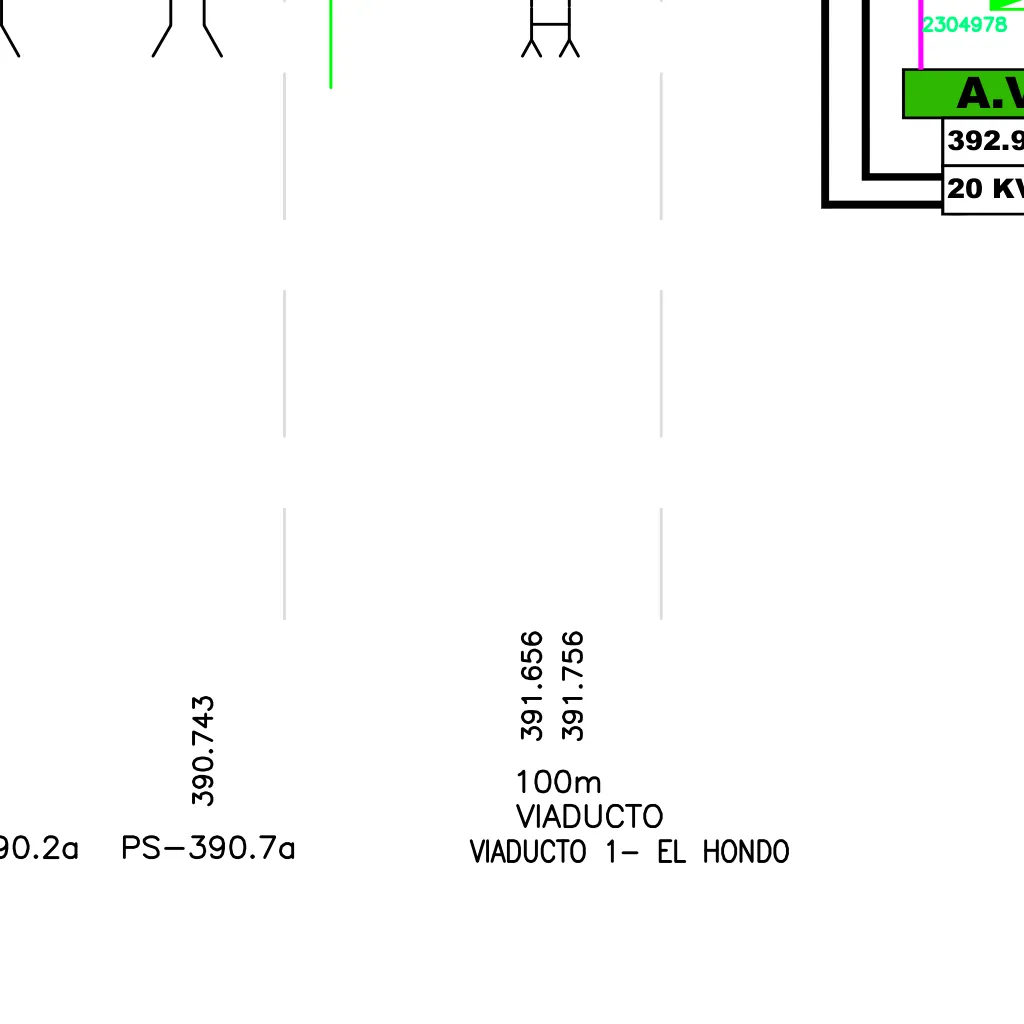 2304978
A.V
392.9
20 KV
391.656
391.756
390.743
100m
VIADUCTO
90.2a
PS-390.7a
VIADUCTO 1- EL HONDO